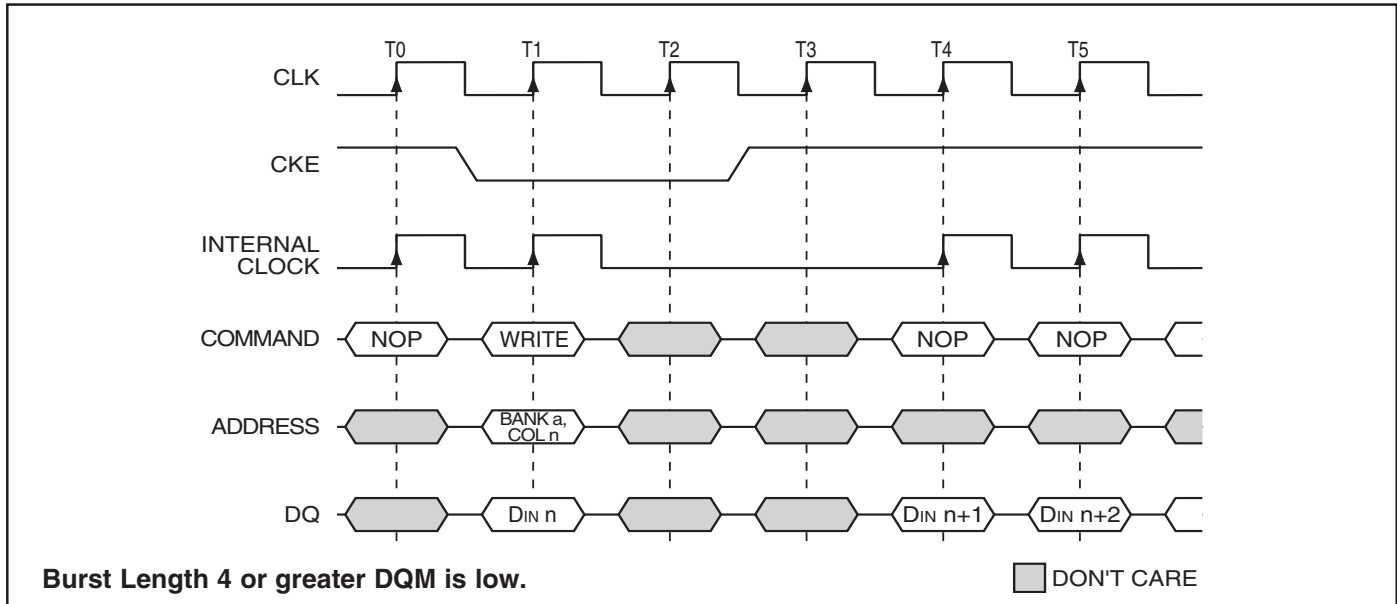 T0 T1 T2 T3 T4 T5
CLK
CKE
INTERNAL
CLOCK
COMMAND NOP WRITE NOP NOP
ADDRESS BANK a,
COL n
DQ DIN n DIN n+1 DIN n+2
Burst Length 4 or greater DQM is low. DON'T CARE